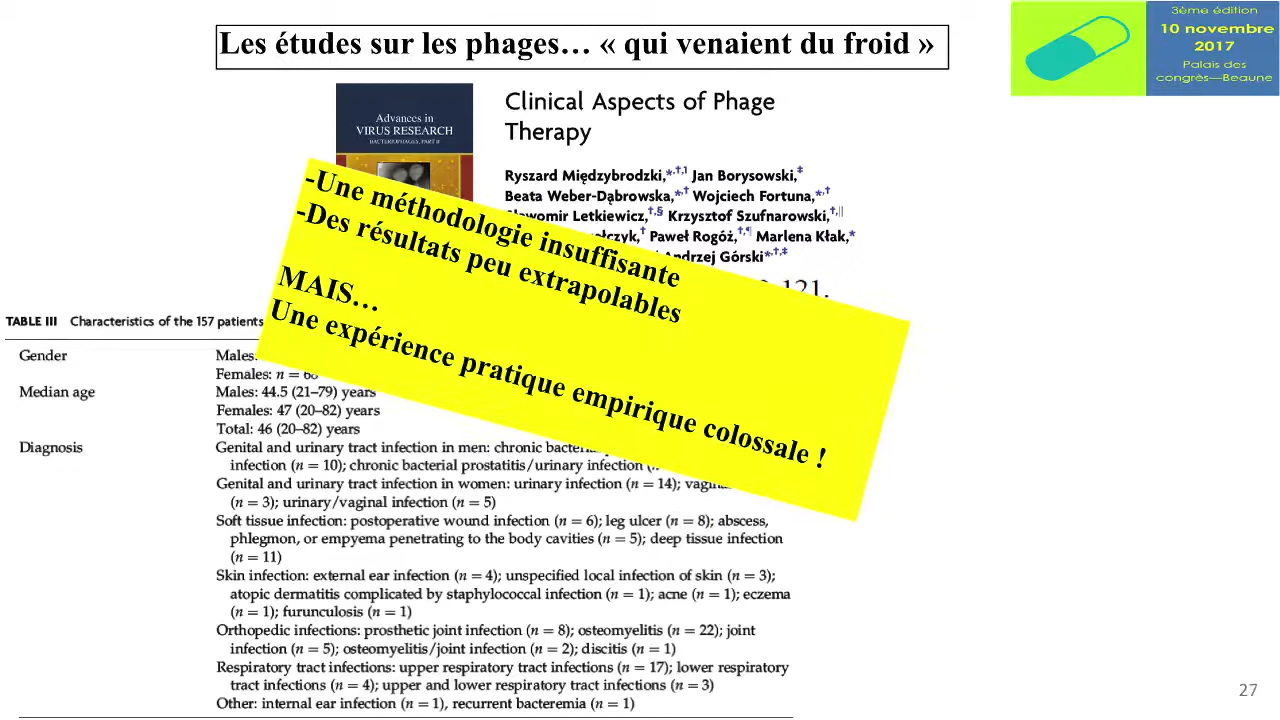 Les études sur les phages… « qui venaient du froid »
3ème édition
10 novembre
2017
Palais des
congrès—Beaune
Advances in
VIRUS RESEARCH
BACTERIOPHAGES, PART B
Clinical Aspects of Phage
Therapy
Ryszard Międzybrodzki,*,†,1 Jan Borysowski,‡
Beata Weber-Dąbrowska,*,† Wojciech Fortuna,*,†
Sławomir Letkiewicz,†,§ Krzysztof Szufnarowski,†,||
Paweł Rogóż,†,¶ Marlena Kłak,*
Andrzej Górski*,†,‡
121.
-Une méthodologie insuffisante
-Des résultats peu extrapolables
MAIS…
Une expérience pratique empirique colossale !
TABLE III Characteristics of the 157 patients
Gender
Males:
Females: n =
Median age
Males: 44.5 (21–79) years
Females: 47 (20–82) years
Total: 46 (20–82) years
Diagnosis
Genital and urinary tract infection in men: chronic
infection (n = 10); chronic bacterial prostatitis/urinary infection
Genital and urinary tract infection in women: urinary infection (n = 14);
(n = 3); urinary/vaginal infection (n = 5)
Soft tissue infection: postoperative wound infection (n = 6); leg ulcer (n = 8); abscess,
phlegmon, or empyema penetrating to the body cavities (n = 5); deep tissue infection
(n = 11)
Skin infection: external ear infection (n = 4); unspecified local infection of skin (n = 3);
atopic dermatitis complicated by staphylococcal infection (n = 1); acne (n = 1); eczema
(n = 1); furunculosis (n = 1)
Orthopedic infections: prosthetic joint infection (n = 8); osteomyelitis (n = 22); joint
infection (n = 5); osteomyelitis/joint infection (n = 2); discitis (n = 1)
Respiratory tract infections: upper respiratory tract infections (n = 17); lower respiratory
tract infections (n = 4); upper and lower respiratory tract infections (n = 3)
Other: internal ear infection (n = 1), recurrent bacteremia (n = 1)
27